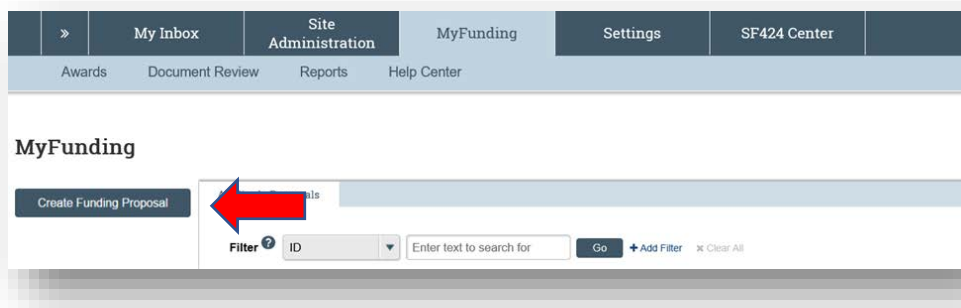 »
My Inbox
Site
Administration
MyFunding
Settings
SF424 Center
Awards
Document Review
Reports
Help Center
MyFunding
Create Funding Proposal
Filter ? ID
Enter text to search for
Go
+ Add Filter
× Clear All